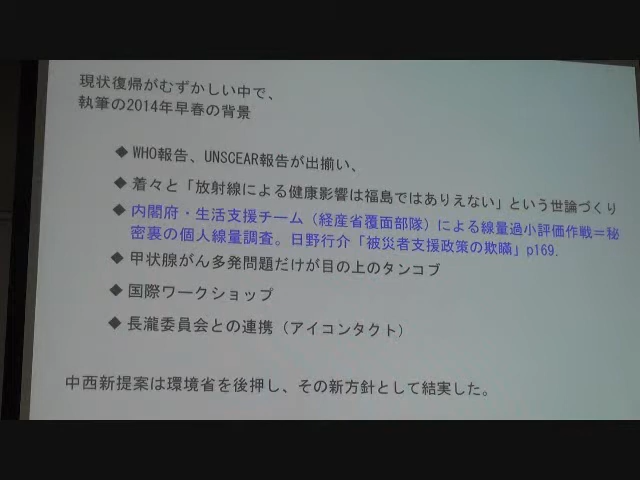 現状復帰がむずかしい中で、
執筆の2014年早春の背景
◆ WHO報告、UNSCEAR報告が出揃い、
◆ 着々と「放射線による健康影響は福島ではありえない」という世論づくり
◆ 内閣府・生活支援チーム（経産省覆面部隊）による線量過小評価作戦＝秘
密裏の個人線量調査。日野行介「被災者支援政策の欺瞞」p169.
◆ 甲状腺がん多発問題だけが目の上のタンコブ
◆ 国際ワークショップ
◆ 長瀧委員会との連携（アイコンタクト）
中西新提案は環境省を後押し、その新方針として結実した。